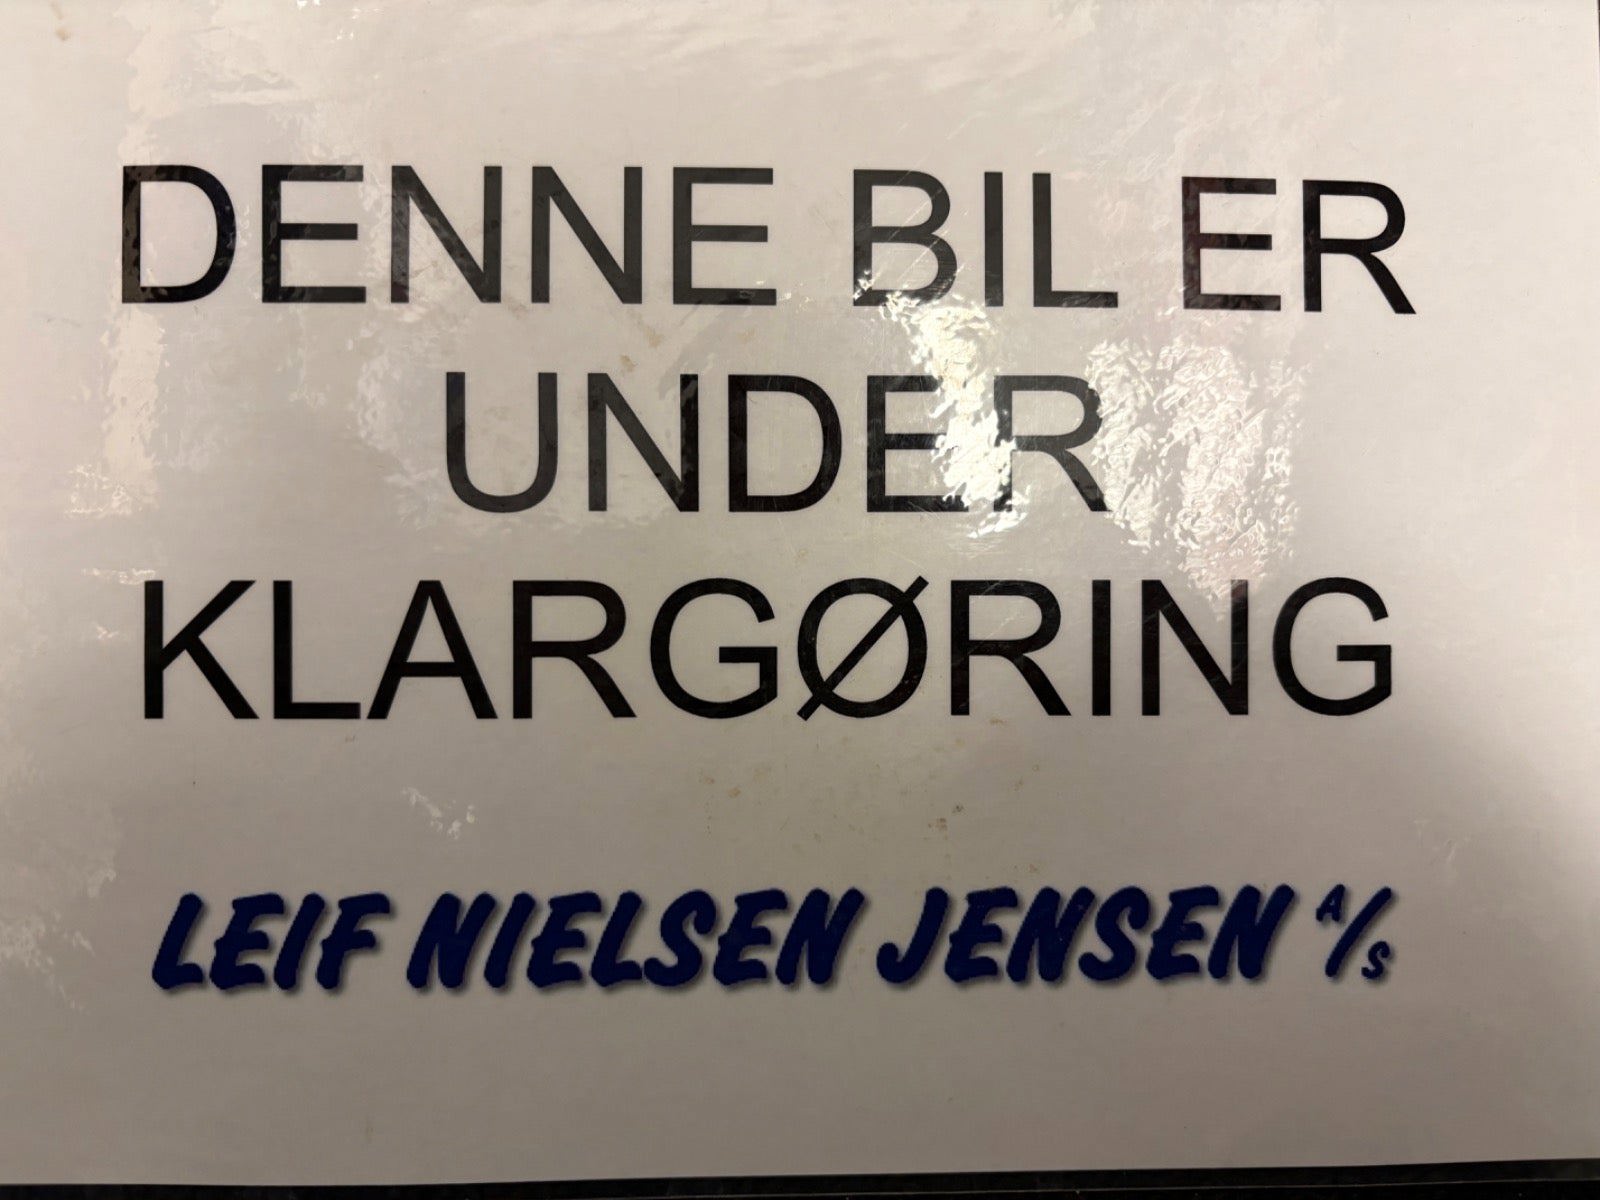 DENNE BIL ER
UNDER
KLARGØRING
LEIF NIELSEN JENSEN A/S